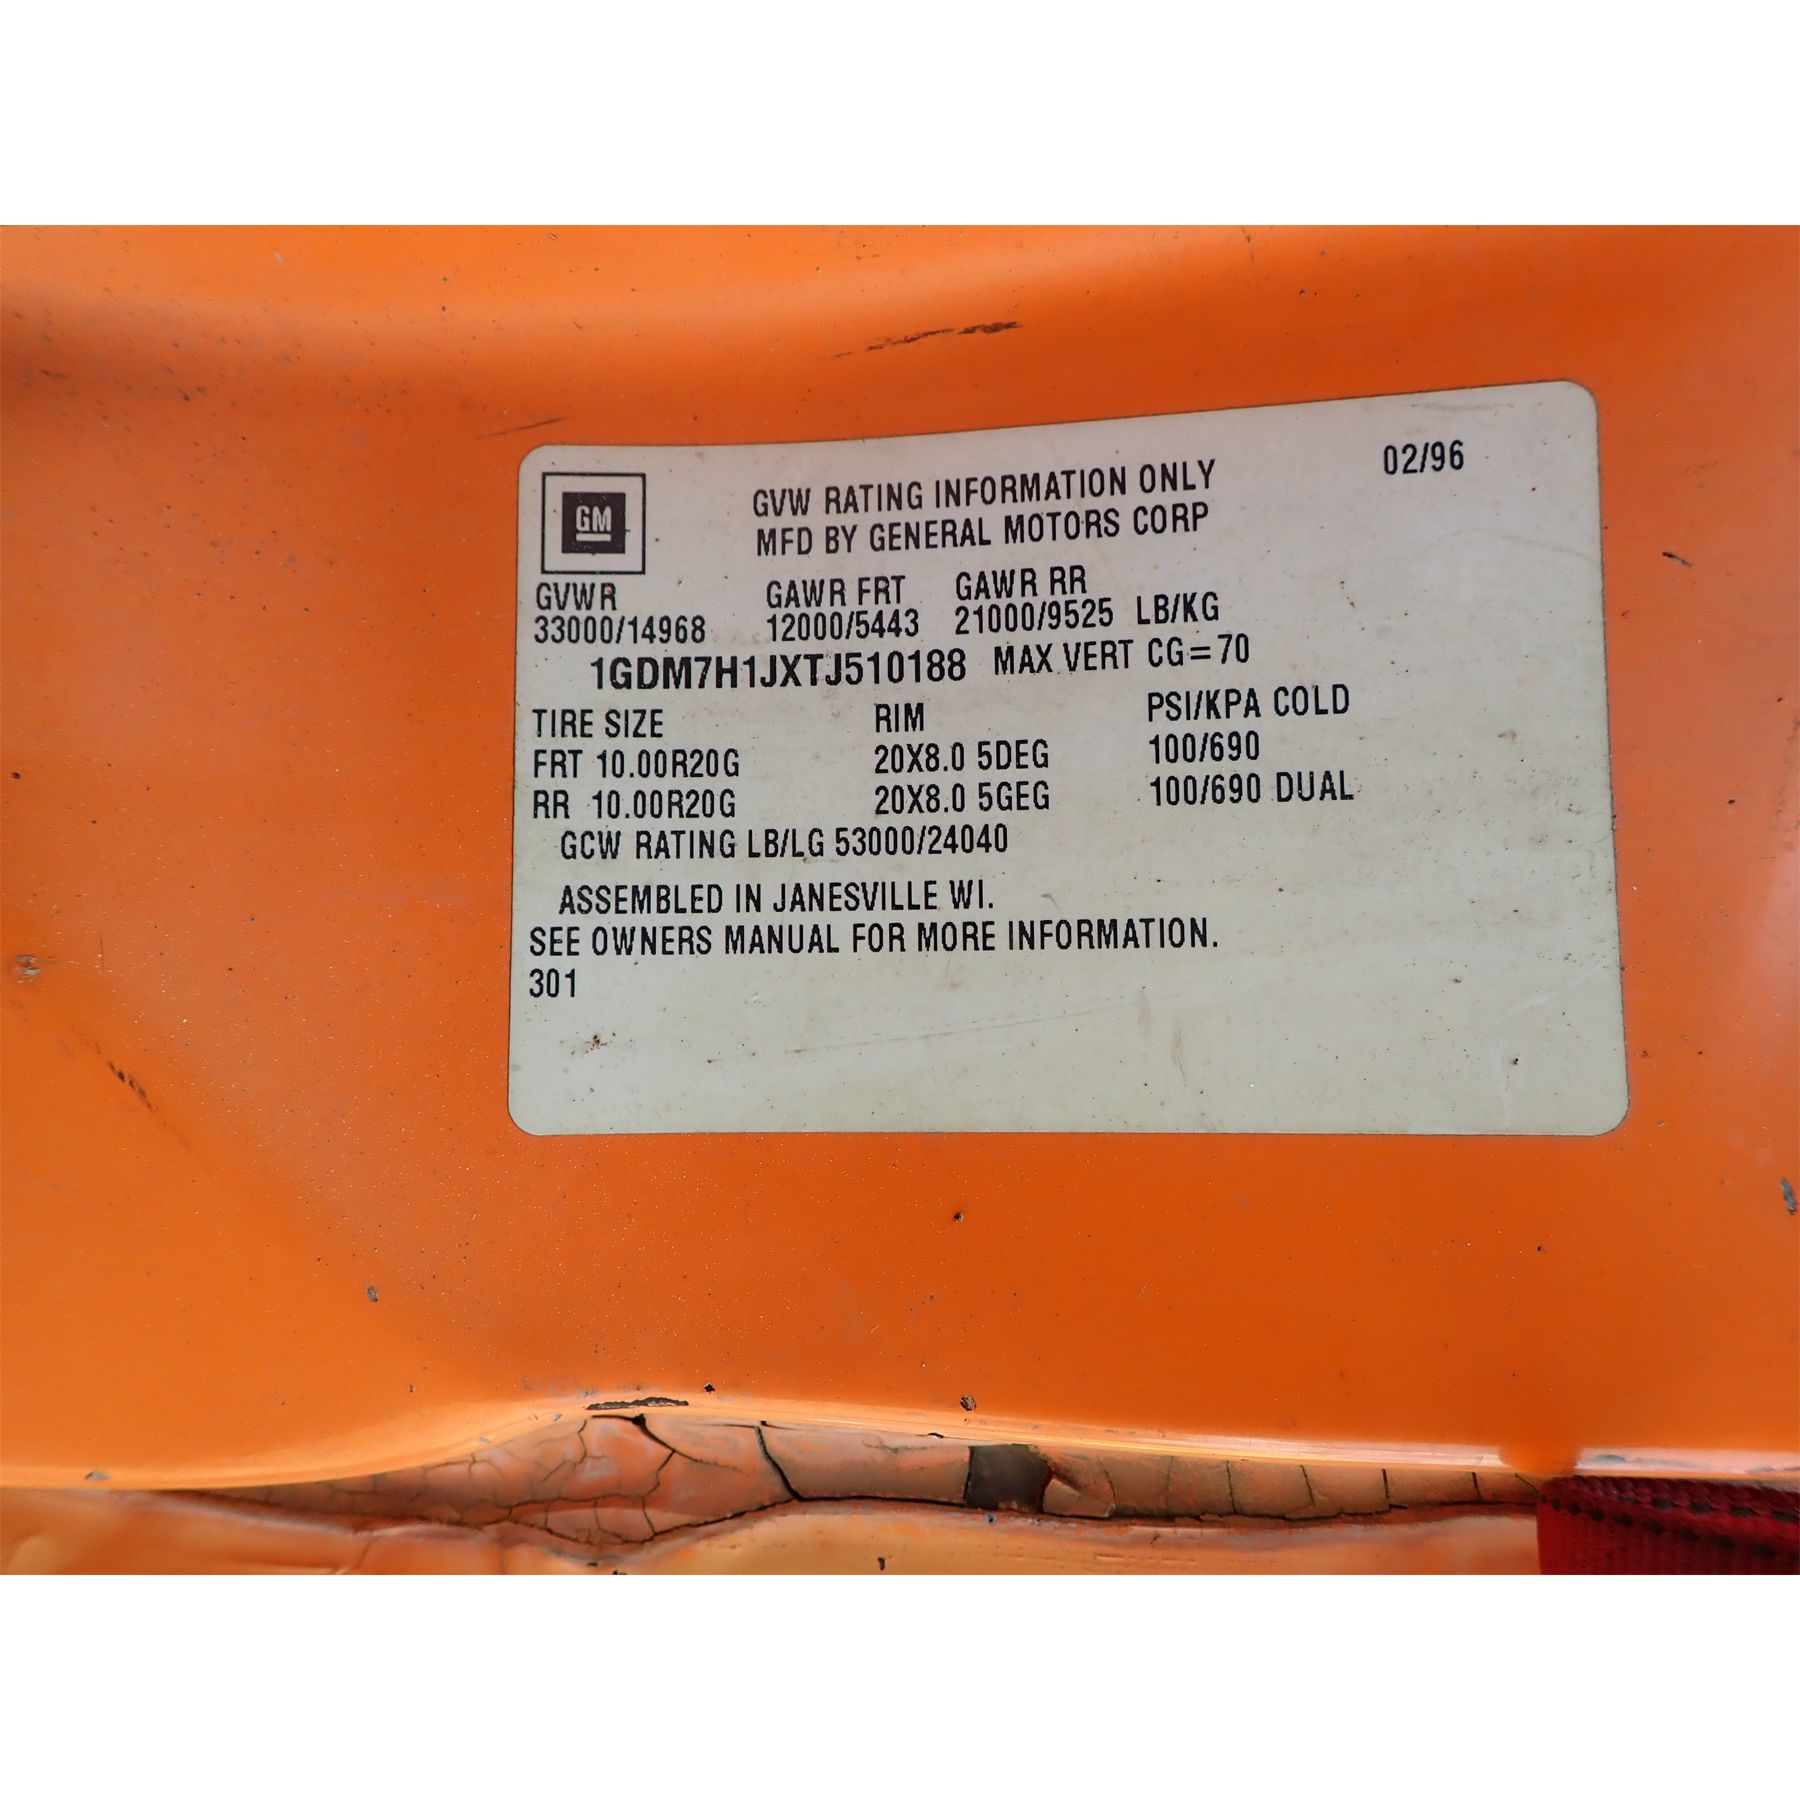 GM
02/96
GVW RATING INFORMATION ONLY
MFD BY GENERAL MOTORS CORP
GVWR GAWR FRT GAWR RR
33000/14968 12000/5443 21000/9525 LB/KG
1GDM7H1JXTJ510188 MAX VERT CG=70
TIRE SIZE RIM PSI/KPA COLD
FRT 10.00R20G 20X8.0 5DEG 100/690
RR 10.00R20G 20X8.0 5GEG 100/690 DUAL
GCW RATING LB/LG 53000/24040
ASSEMBLED IN JANESVILLE WI.
SEE OWNERS MANUAL FOR MORE INFORMATION.
301